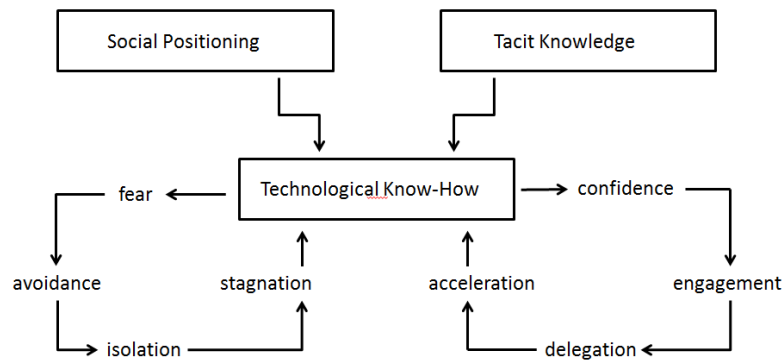 Social Positioning
Tacit Knowledge
Technological Know-How
fear
confidence
avoidance
stagnation
acceleration
engagement
isolation
delegation